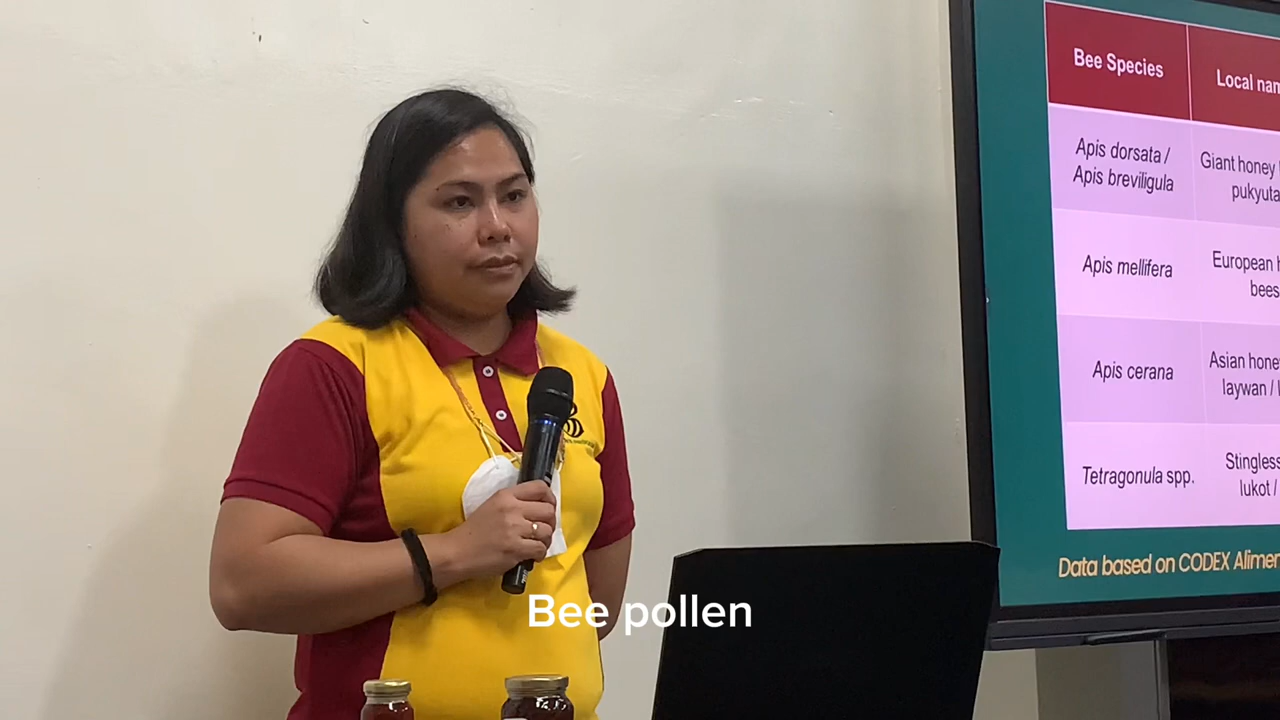 Bee Species
Local nam
Apis dorsata /
Apis breviligula
Giant honey
pukyuta
Apis mellifera
European
bees
Apis cerana
Asian hone
laywan /
Tetragonula spp.
Stingless
lukot /
Data based on CODEX Alimen
Bee pollen